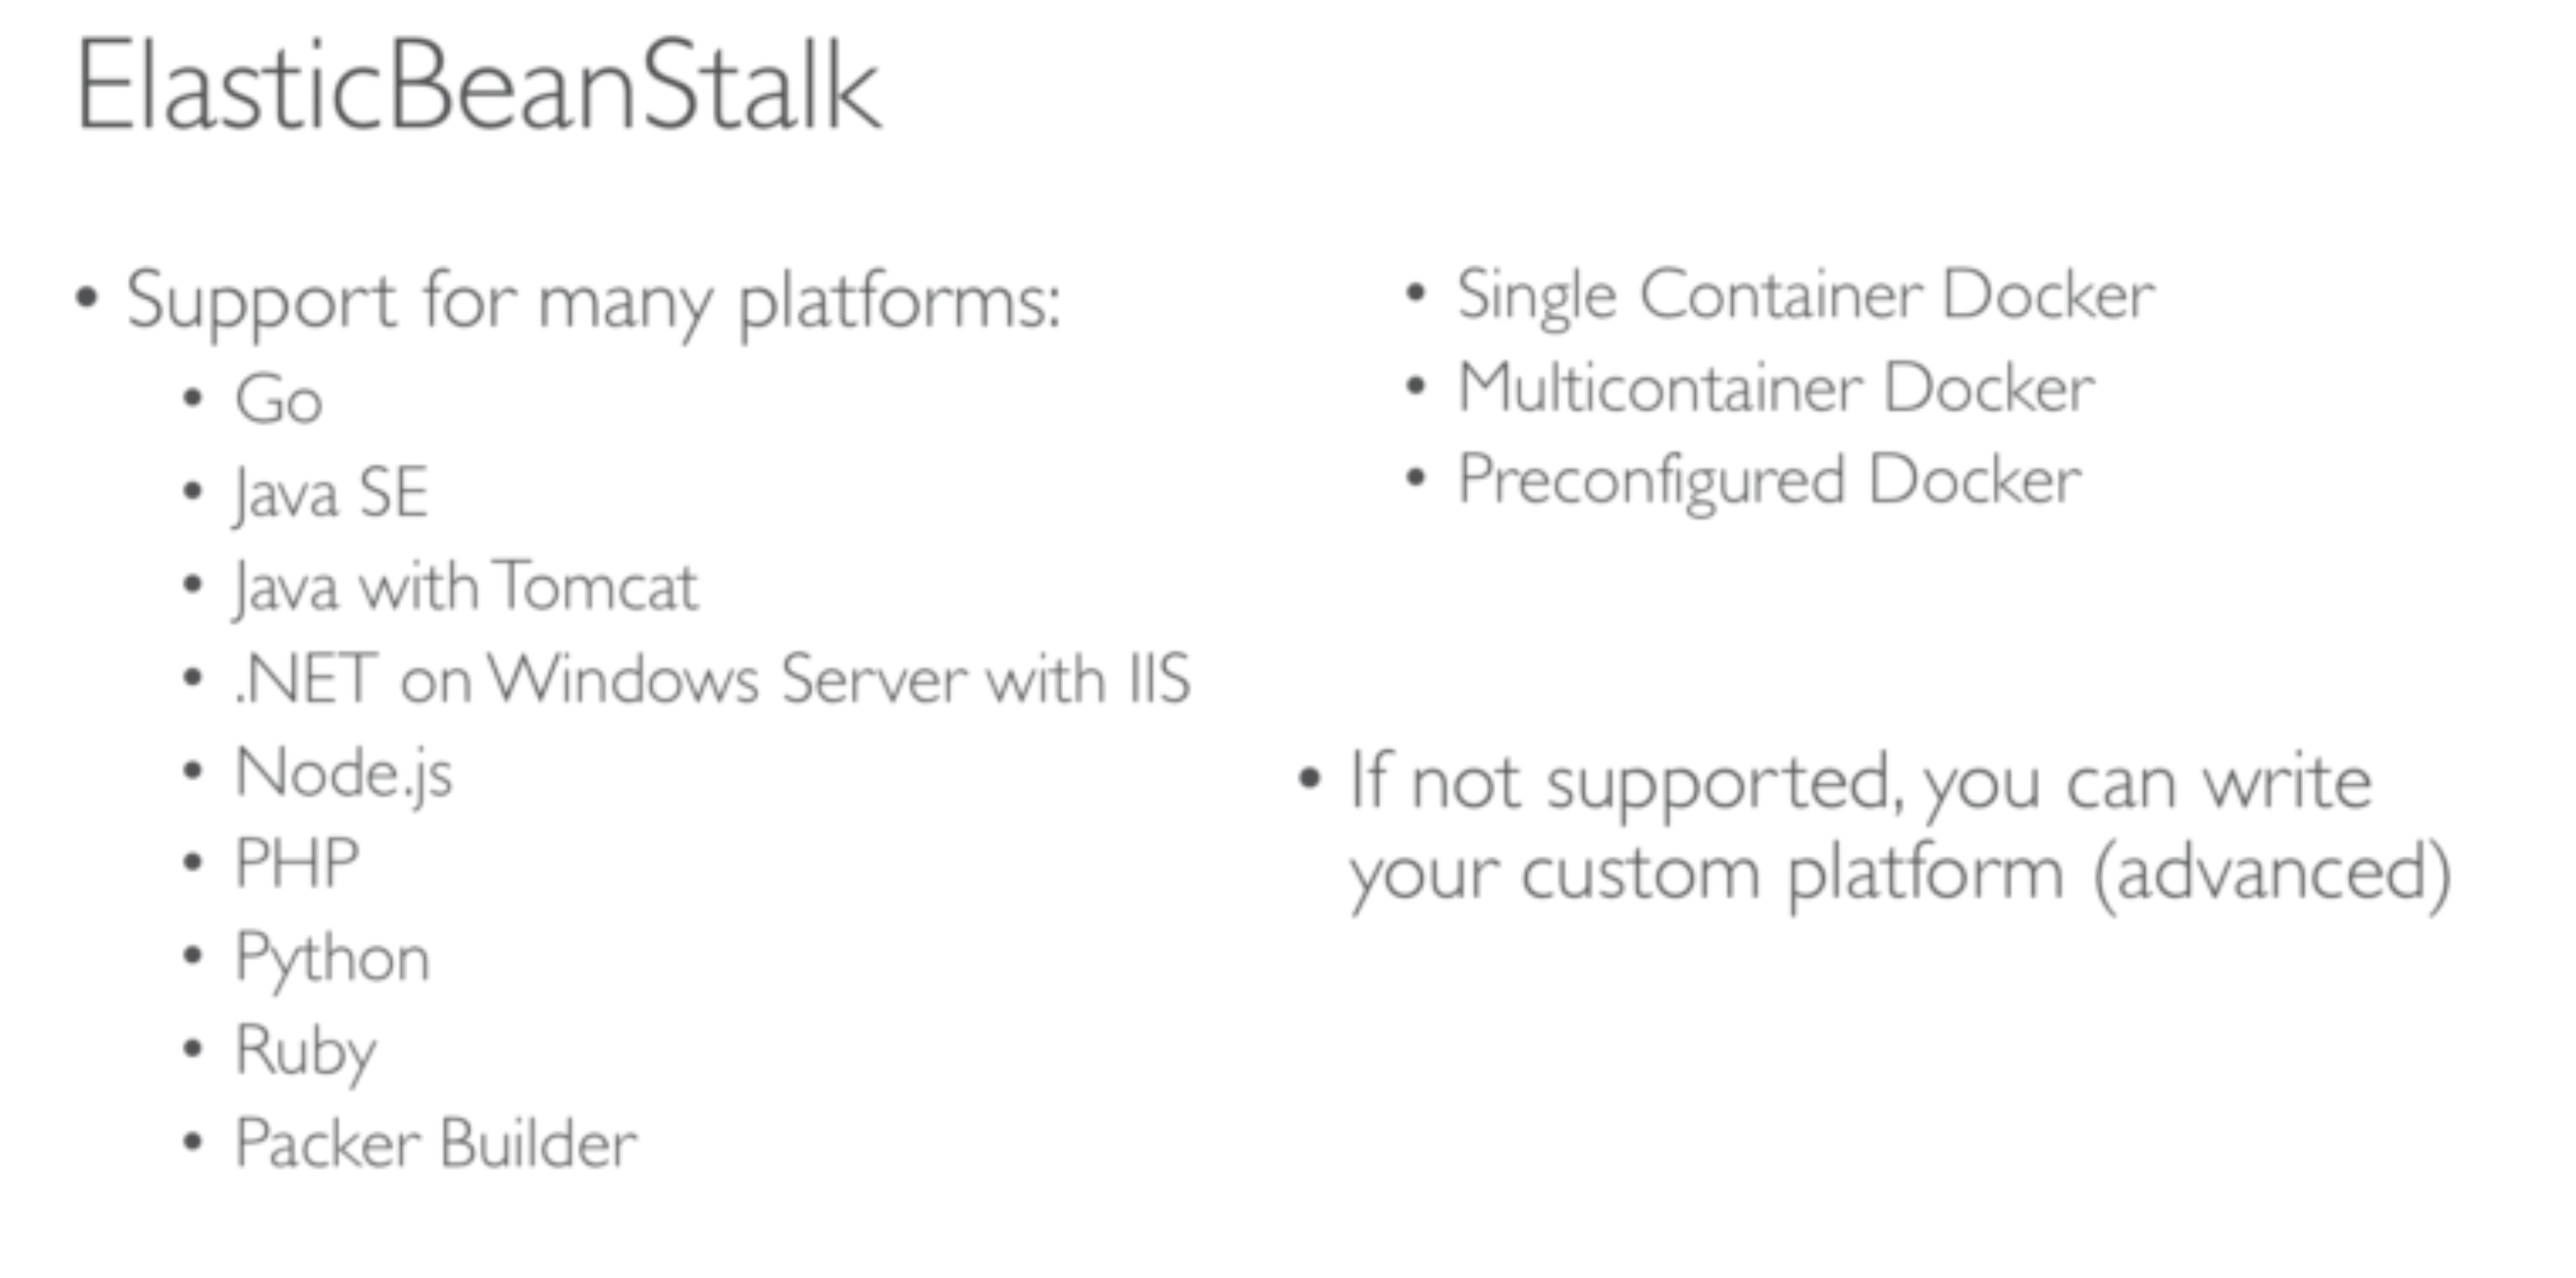 ElasticBeanStalk
• Support for many platforms:
• Go
• Java SE
• Java with Tomcat
• .NET on Windows Server with IIS
• Node.js
• PHP
• Python
• Ruby
• Packer Builder
• Single Container Docker
• Multicontainer Docker
• Preconfigured Docker
• If not supported, you can write
your custom platform (advanced)